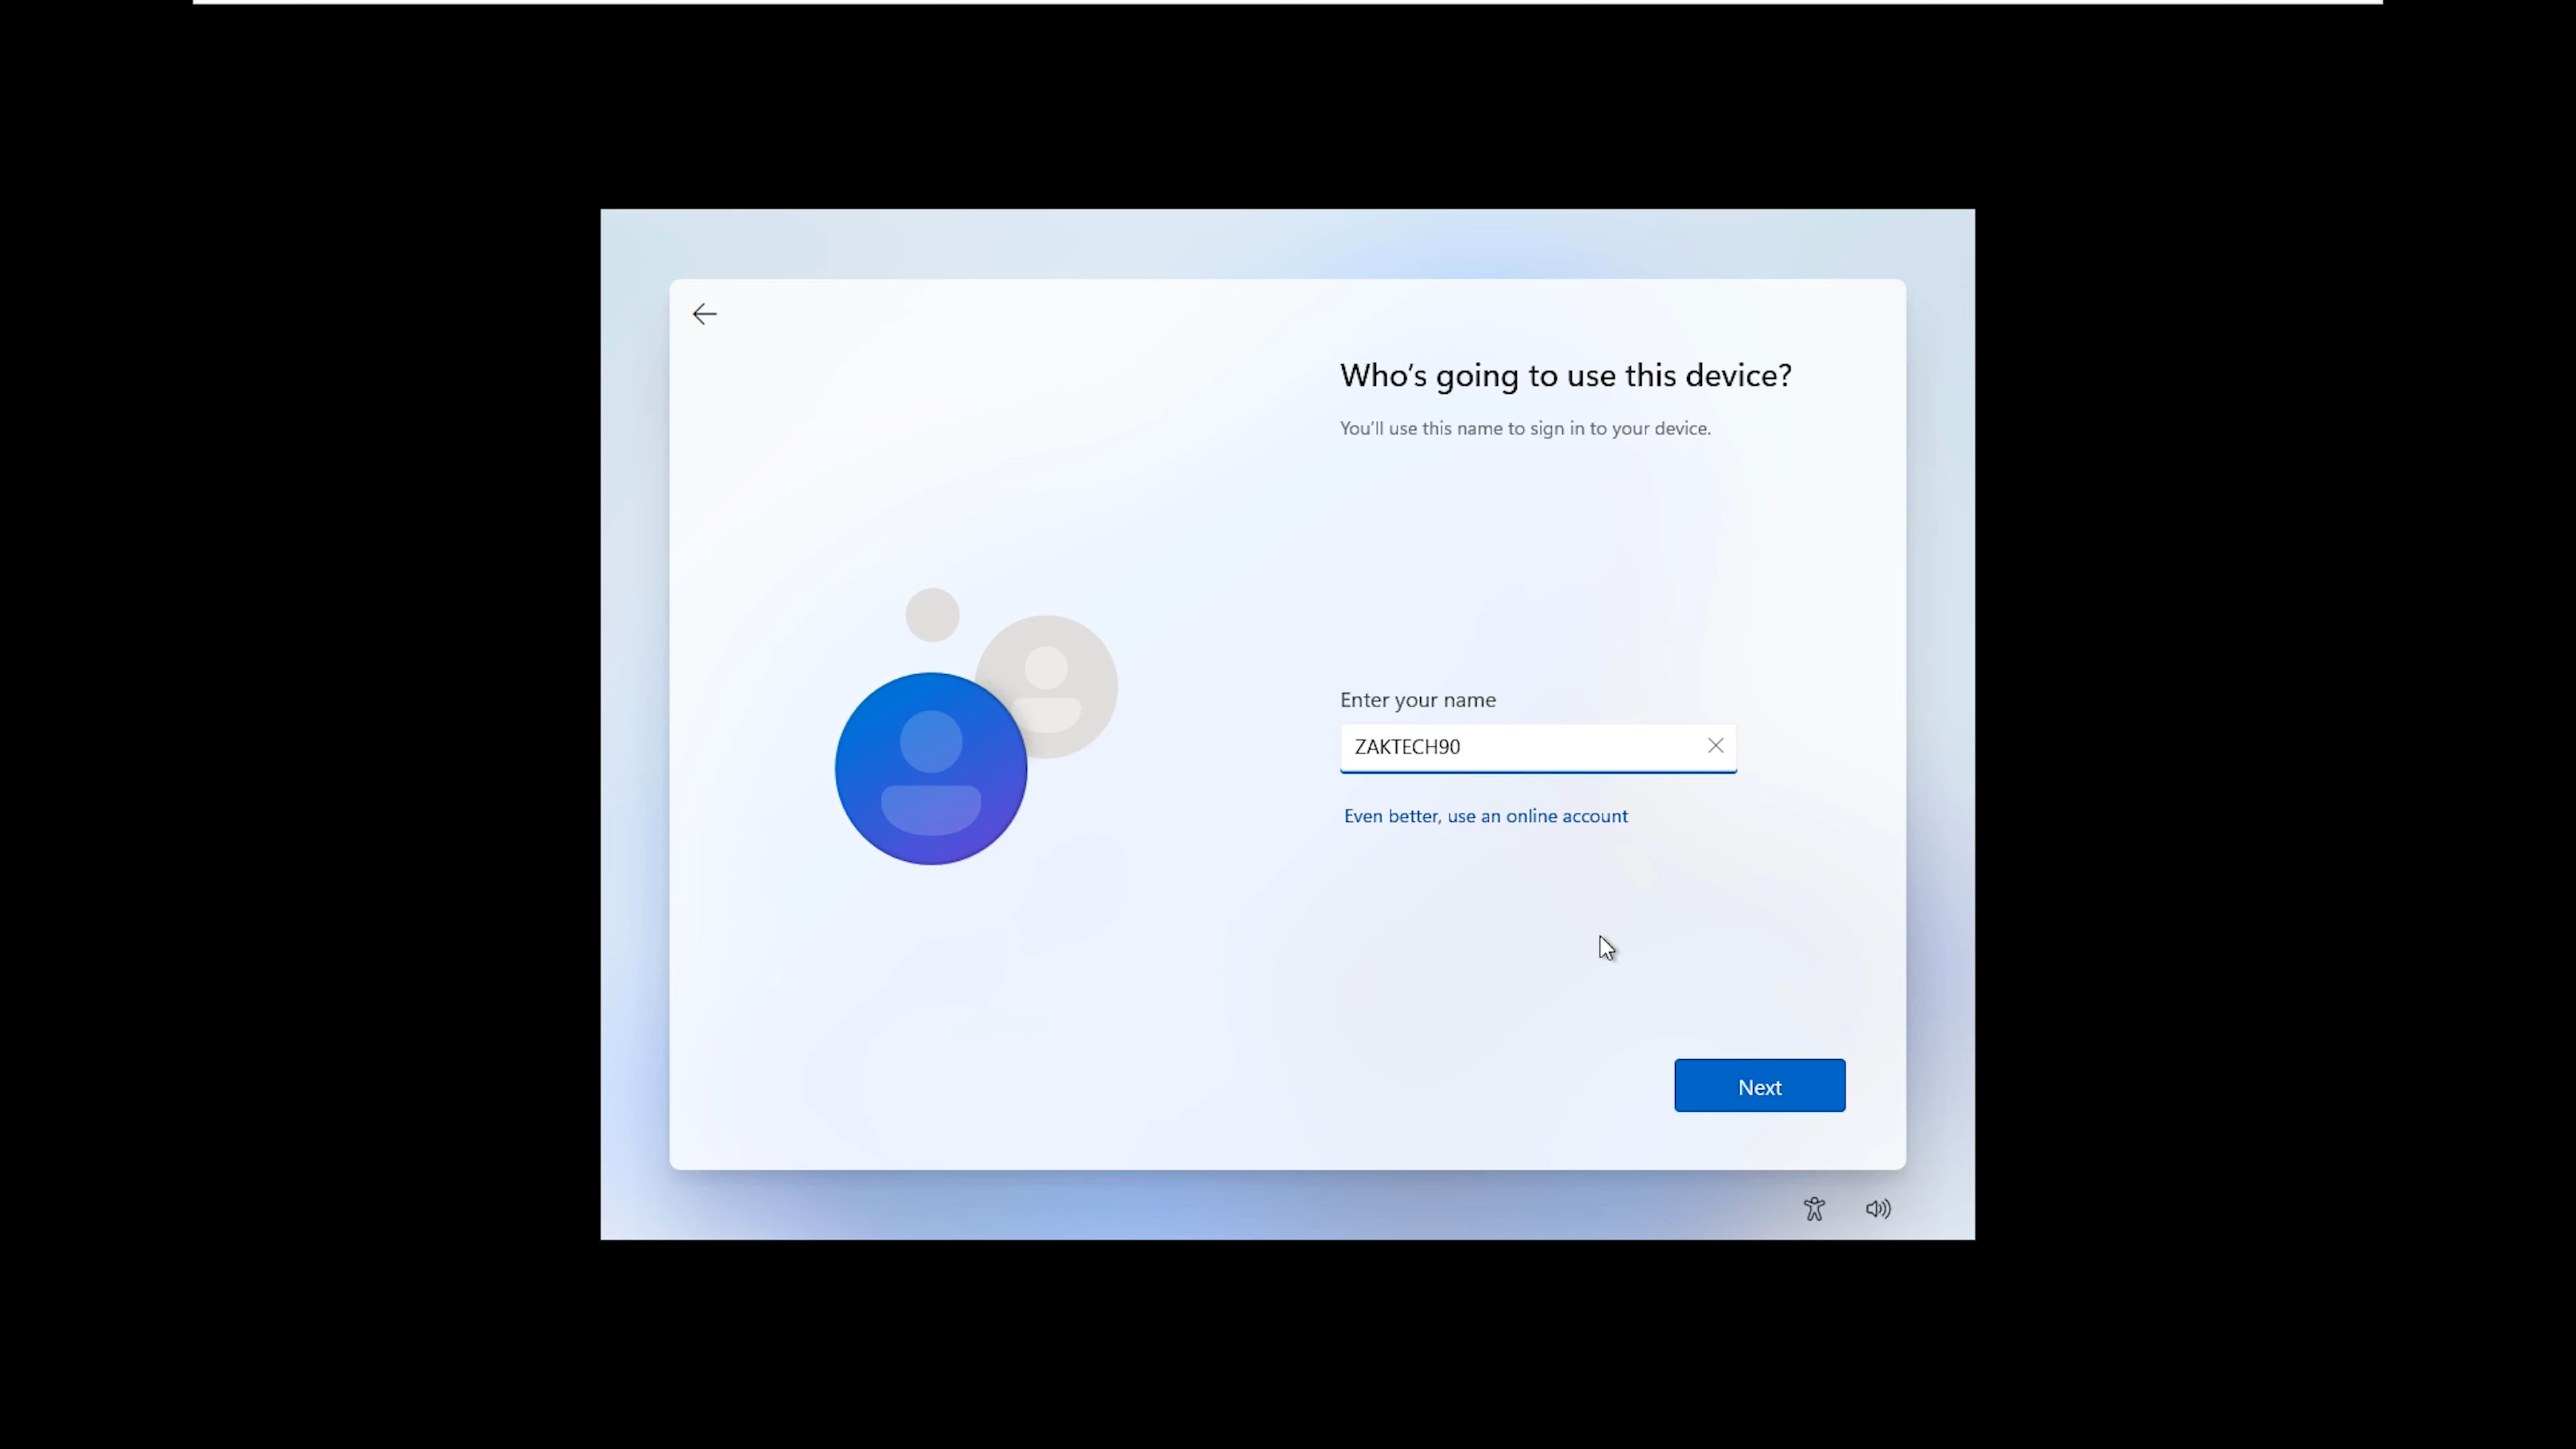 Who's going to use this device?
You'll use this name to sign in to your device.
Enter your name
ZAKTECH90
Even better, use an online account
Next